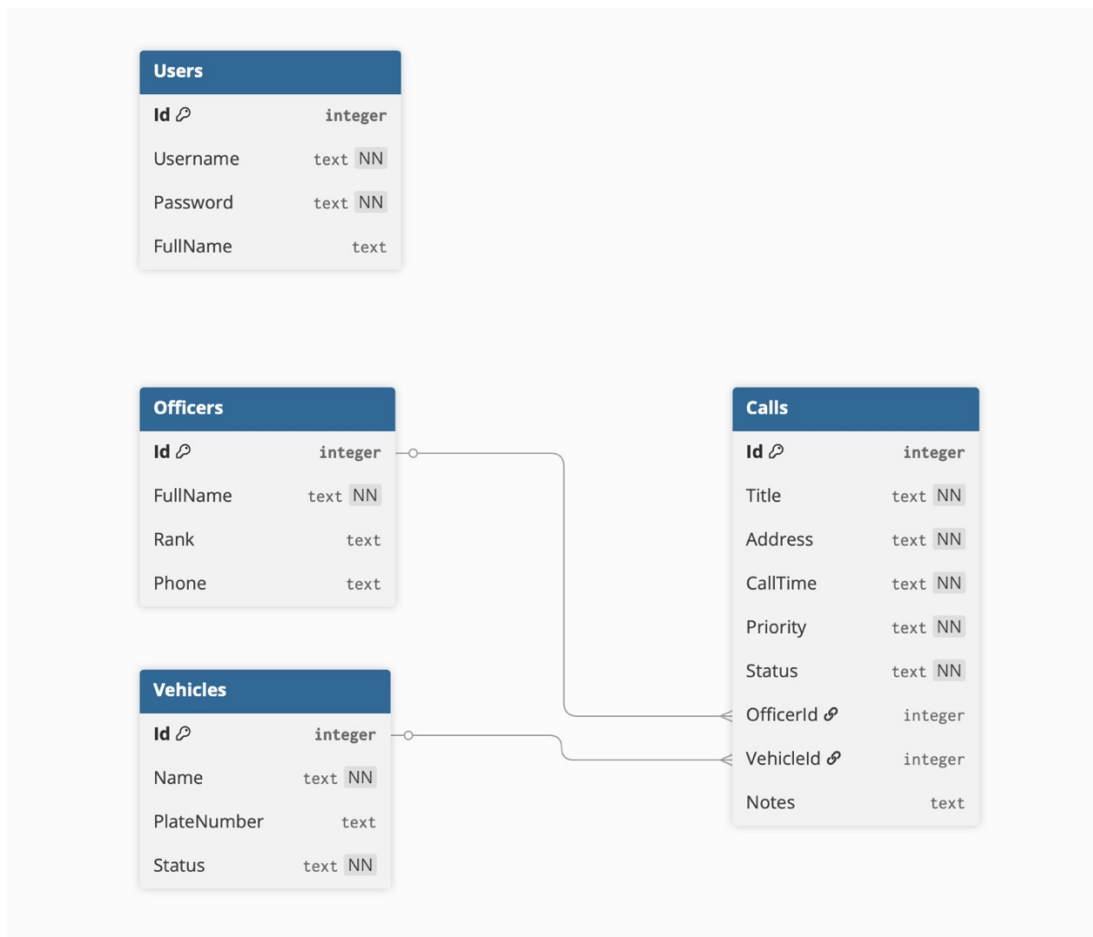 Users
Id integer
Username text NN
Password text NN
FullName text
Officers
Id integer
FullName text NN
Rank text
Phone text
Vehicles
Id integer
Name text NN
PlateNumber text
Status text NN
Calls
Id integer
Title text NN
Address text NN
CallTime text NN
Priority text NN
Status text NN
OfficerId integer
VehicleId integer
Notes text